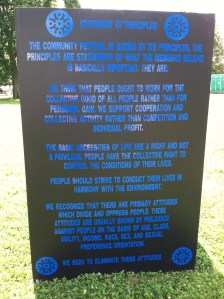 STATEMENT OF PRINCIPLES
THE COMMUNITY FESTIVAL IS GUIDED BY ITS PRINCIPLES. THE
PRINCIPLES ARE STATEMENTS OF WHAT THE ORGANIZERS BELIEVE
IS BASICALLY IMPORTANT. THEY ARE:
WE THINK THAT PEOPLE OUGHT TO WORK FOR THE
COLLECTIVE GOOD OF ALL PEOPLE RATHER THAN FOR
PERSONAL GAIN. WE SUPPORT COOPERATION AND
COLLECTIVE ACTIVITY RATHER THAN COMPETITION AND
INDIVIDUAL PROFIT.
THE BASIC NECESSITIES OF LIFE ARE A RIGHT AND NOT
A PRIVILEGE. PEOPLE HAVE THE COLLECTIVE RIGHT TO
CONTROL THE CONDITIONS OF THEIR LIVES.
PEOPLE SHOULD STRIVE TO CONDUCT THEIR LIVES IN
HARMONY WITH THE ENVIRONMENT.
WE RECOGNIZE THAT THERE ARE PRIMARY ATTITUDES
WHICH DIVIDE AND OPPRESS PEOPLE. THESE
ATTITUDES ARE USUALLY SHOWN BY PREJUDICE
AGAINST PEOPLE ON THE BASIS OF AGE, CLASS,
ABILITY, INCOME, RACE, SEX, AND SEXUAL
PREFERENCE/ORIENTATION.
WE SEEK TO ELIMINATE THESE ATTITUDES